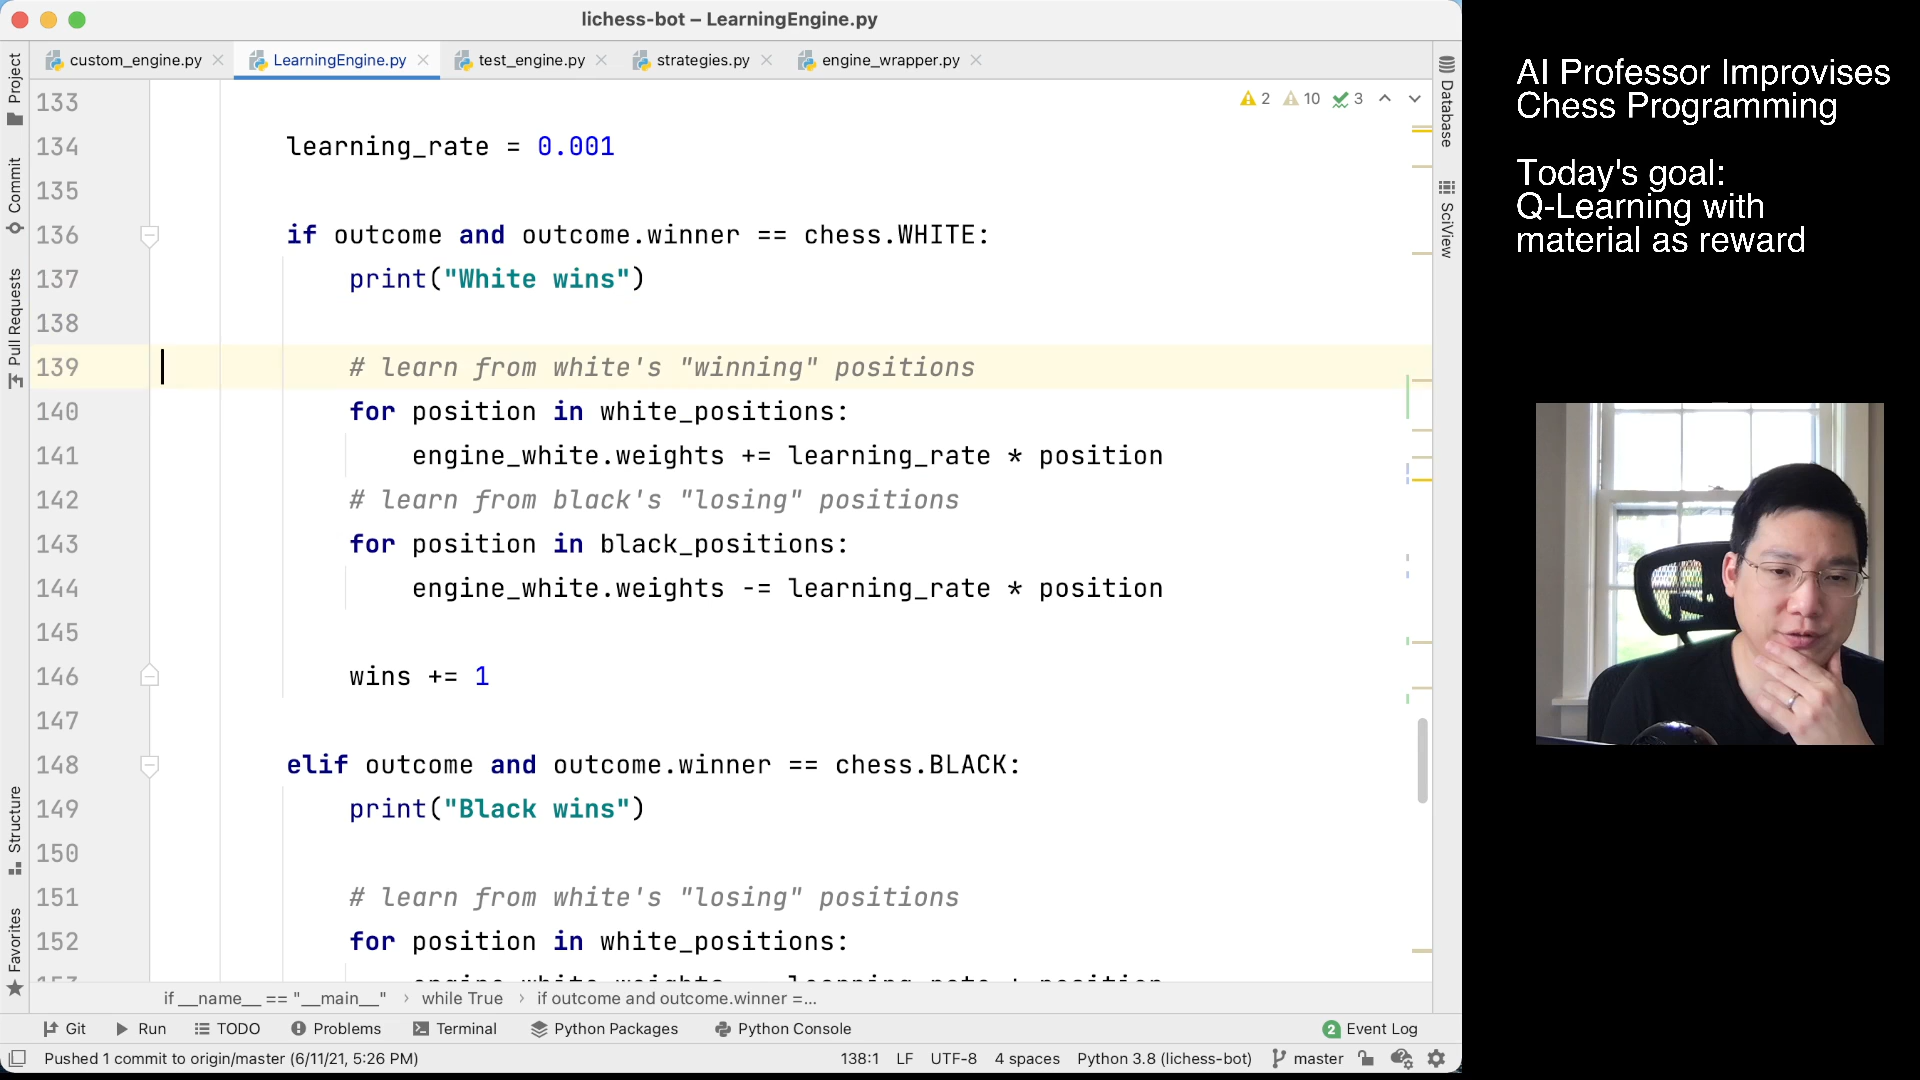 lichess-bot – LearningEngine.py
custom_engine.py
LearningEngine.py
test_engine.py
strategies.py
engine_wrapper.py
Project
Commit
Pull Requests
Structure
Favorites
Database
SciView
2 10 3
133
134 learning_rate = 0.001
135
136 if outcome and outcome.winner == chess.WHITE:
137 print("White wins")
138
139 # learn from white's "winning" positions
140 for position in white_positions:
141 engine_white.weights += learning_rate * position
142 # learn from black's "losing" positions
143 for position in black_positions:
144 engine_white.weights -= learning_rate * position
145
146 wins += 1
147
148 elif outcome and outcome.winner == chess.BLACK:
149 print("Black wins")
150
151 # learn from white's "losing" positions
152 for position in white_positions:
if __name__ == "__main__" › while True › if outcome and outcome.winner =...
Git Run TODO Problems Terminal Python Packages Python Console 2 Event Log
Pushed 1 commit to origin/master (6/11/21, 5:26 PM) 138:1 LF UTF-8 4 spaces Python 3.8 (lichess-bot) master
AI Professor Improvises
Chess Programming
Today's goal:
Q-Learning with
material as reward